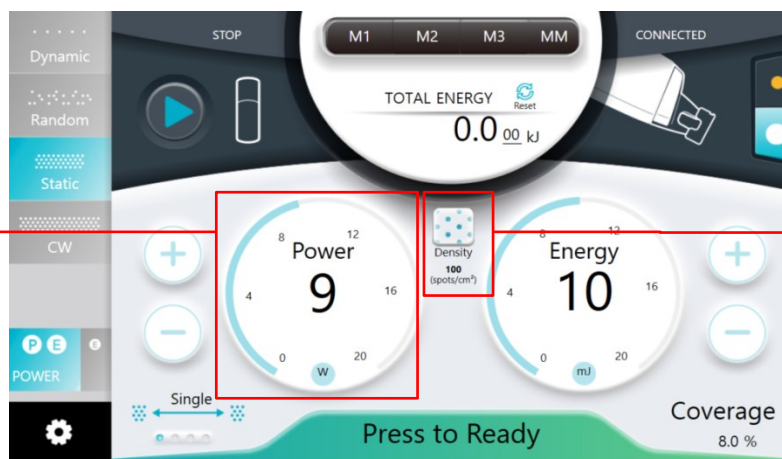 Dynamic
Random
Static
CW
P E E
POWER
STOP
M1 M2 M3 MM
CONNECTED
TOTAL ENERGY
Reset
0.0 00 kJ
Power
9
0 4 8 12 16 20
W
Density
100
(spots/cm²)
Energy
10
0 4 8 12 16 20
mJ
Single
Press to Ready
Coverage
8.0 %